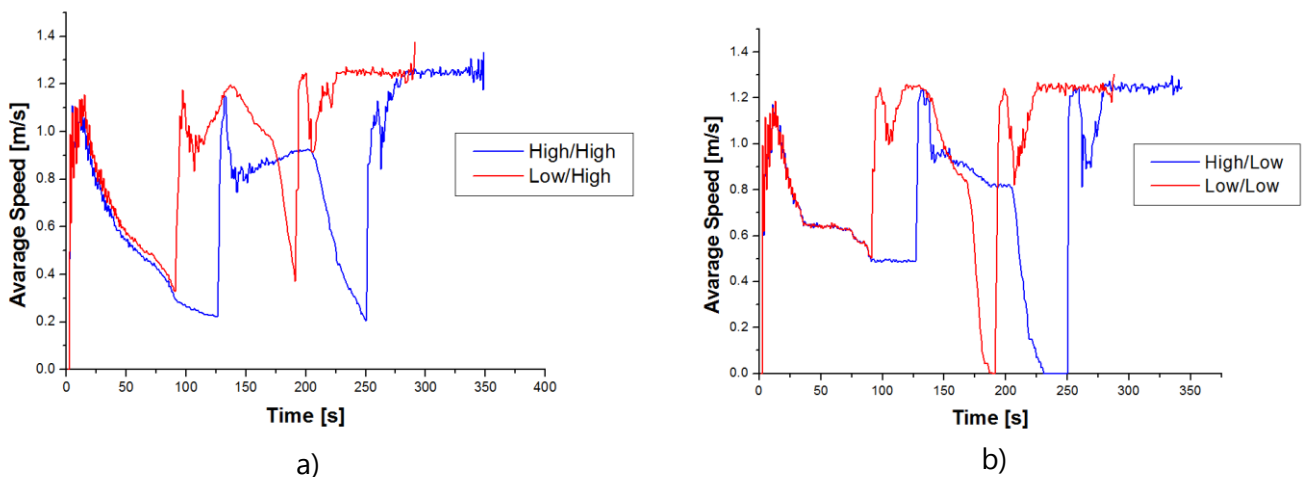 1.4
1.2
1.0
0.8
0.6
0.4
0.2
0.0
Avarage Speed [m/s]
0 50 100 150 200 250 300 350 400
Time [s]
High/High
Low/High
a)
1.4
1.2
1.0
0.8
0.6
0.4
0.2
0.0
Avarage Speed [m/s]
0 50 100 150 200 250 300 350
Time [s]
High/Low
Low/Low
b)